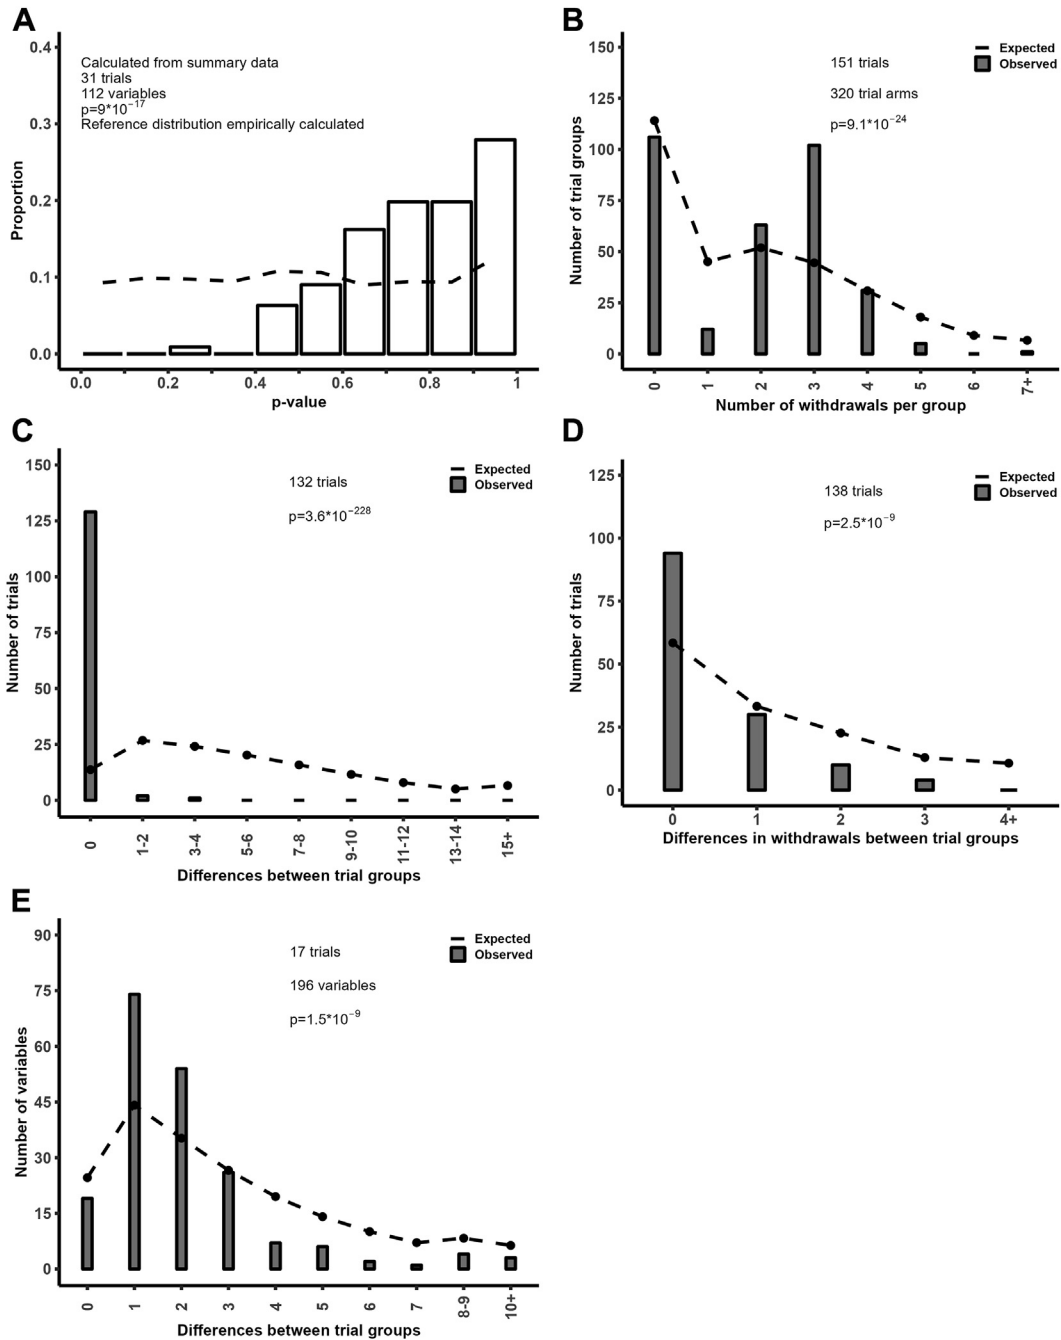 A
Calculated from summary data
31 trials
112 variables
p=9*10⁻¹⁷
Reference distribution empirically calculated
Proportion
0.4
0.3
0.2
0.1
0.0
0.0 0.2 0.4 0.6 0.8 1
p-value
B
151 trials
320 trial arms
p=9.1*10⁻²⁴
Expected
Observed
Number of trial groups
150
125
100
75
50
25
0
0 1 2 3 4 5 6 7+
Number of withdrawals per group
C
132 trials
p=3.6*10⁻²²⁸
Expected
Observed
Number of trials
150
125
100
75
50
25
0
0 1-2 3-4 5-6 7-8 9-10 11-12 13-14 15+
Differences between trial groups
D
138 trials
p=2.5*10⁻⁹
Expected
Observed
Number of trials
125
100
75
50
25
0
0 1 2 3 4+
Differences in withdrawals between trial groups
E
17 trials
196 variables
p=1.5*10⁻⁹
Expected
Observed
Number of variables
90
75
60
45
30
15
0
0 1 2 3 4 5 6 7 8-9 10+
Differences between trial groups